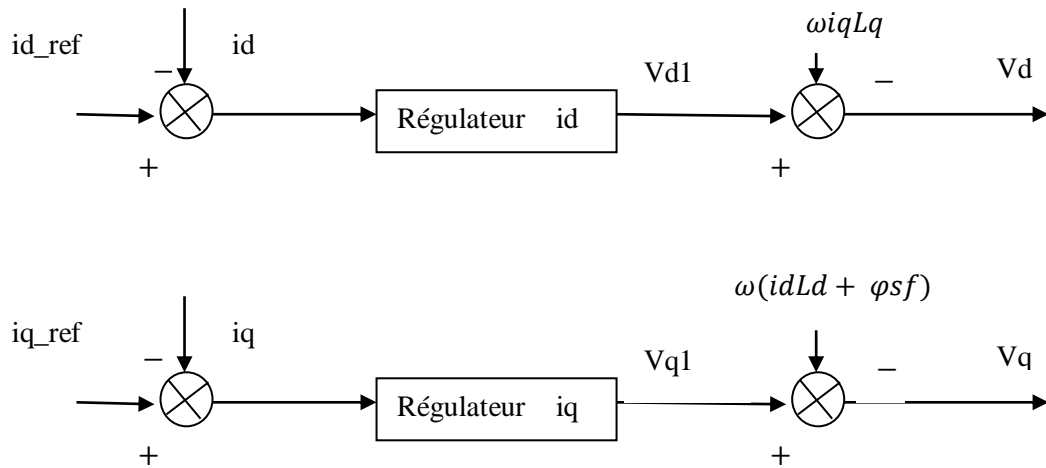 ωiqLq
id_ref id Vd1 Vd
− −
Régulateur id
+ +
ω(idLd + φsf)
iq_ref iq Vq1 Vq
− −
Régulateur iq
+ +